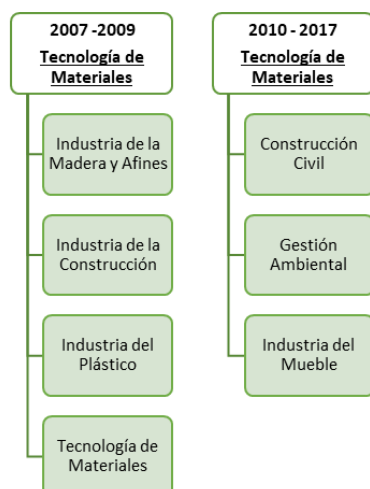 2007 -2009
Tecnología de
Materiales
Industria de la
Madera y Afines
Industria de la
Construcción
Industria del
Plástico
Tecnología de
Materiales
2010 - 2017
Tecnología de
Materiales
Construcción
Civil
Gestión
Ambiental
Industria del
Mueble